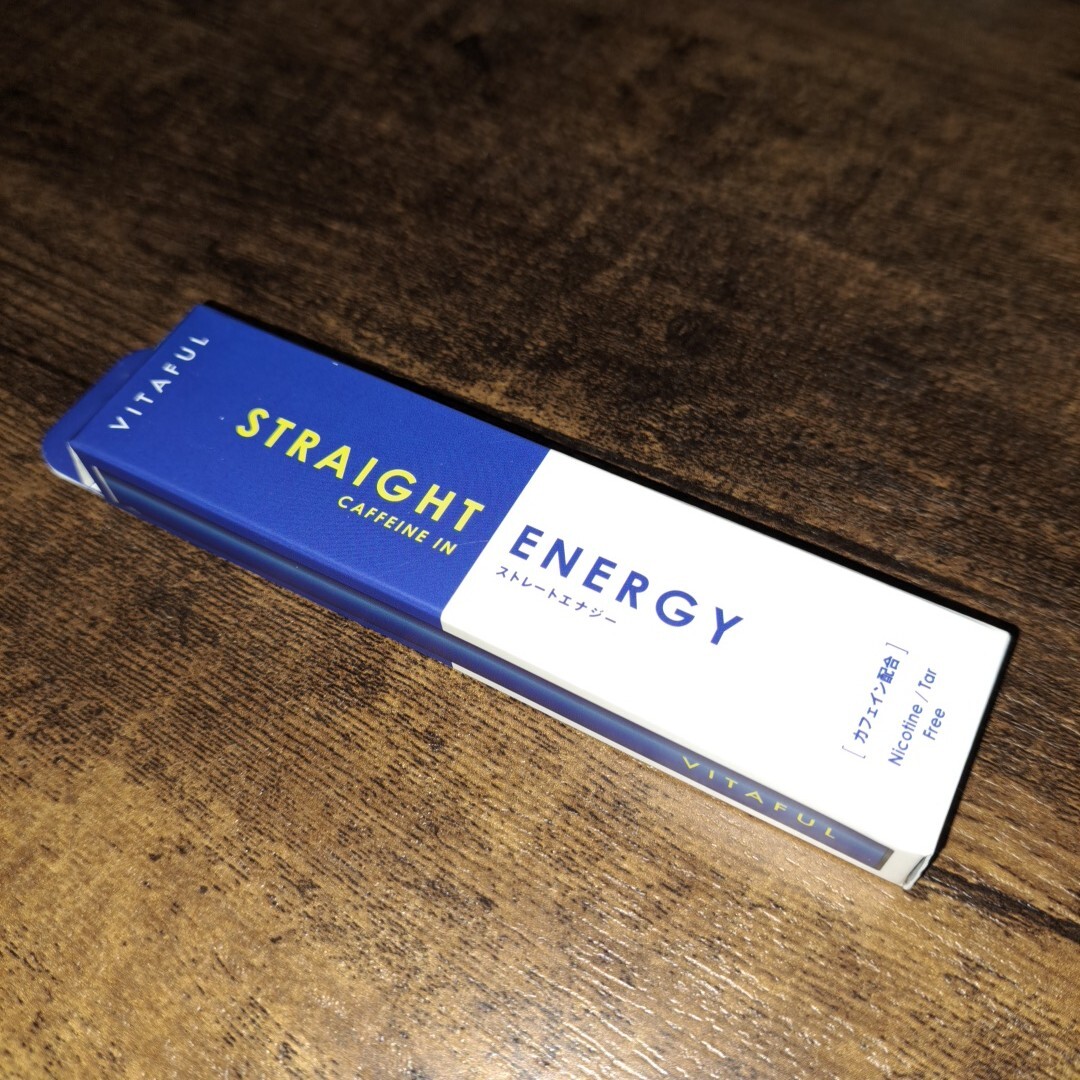 VITAFUL
STRAIGHT
CAFFEINE IN
ENERGY
ストレートエナジー
[カフェイン配合]
Nicotine / Tar
Free
VITAFUL